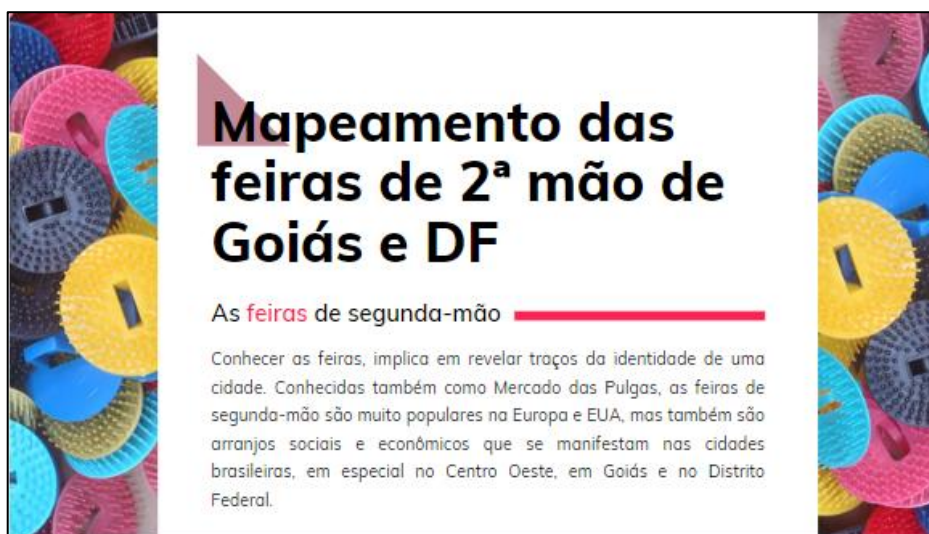 Mapeamento das
feiras de 2ª mão de
Goiás e DF
As feiras de segunda-mão
Conhecer as feiras, implica em revelar traços da identidade de uma
cidade. Conhecidas também como Mercado das Pulgas, as feiras de
segunda-mão são muito populares na Europa e EUA, mas também são
arranjos sociais e econômicos que se manifestam nas cidades
brasileiras, em especial no Centro Oeste, em Goiás e no Distrito
Federal.